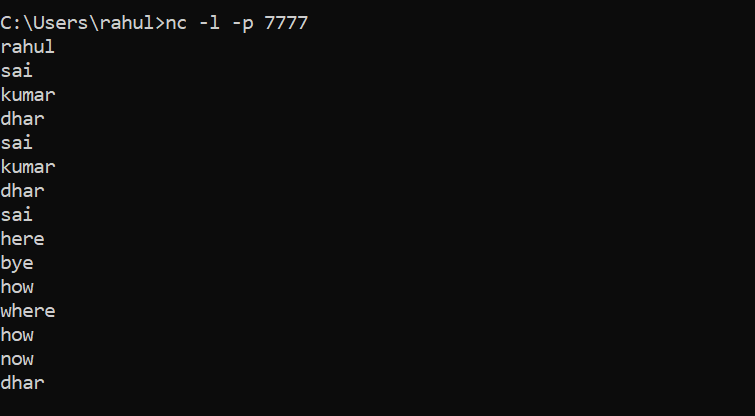 C:\Users\rahul>nc -l -p 7777
rahul
sai
kumar
dhar
sai
kumar
dhar
sai
here
bye
how
where
how
now
dhar